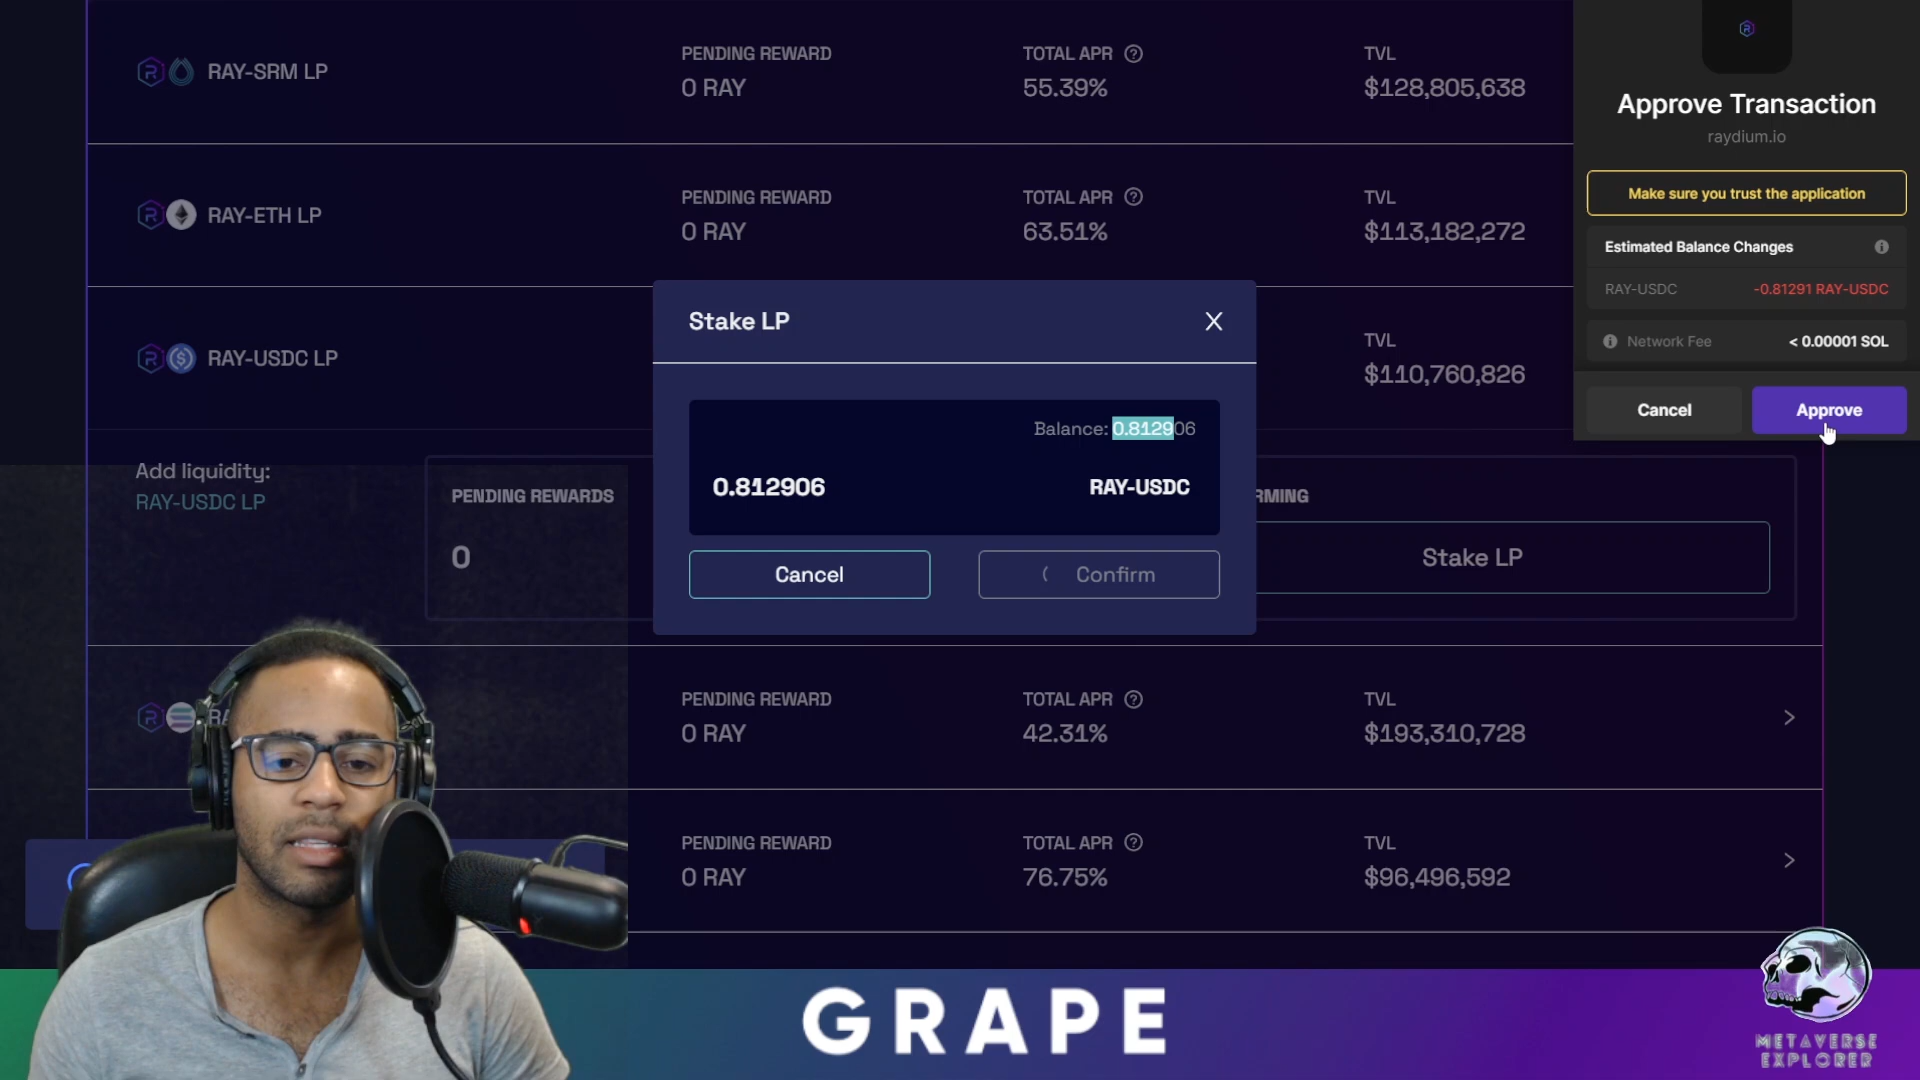 RAY-SRM LP
PENDING REWARD
0 RAY
TOTAL APR ?
55.39%
TVL
$128,805,638
RAY-ETH LP
PENDING REWARD
0 RAY
TOTAL APR ?
63.51%
TVL
$113,182,272
RAY-USDC LP
TVL
$110,760,826
Add liquidity:
RAY-USDC LP
PENDING REWARDS
0
RMING
Stake LP
Stake LP
X
Balance: 0.812906
0.812906
RAY-USDC
Cancel
Confirm
RA
PENDING REWARD
0 RAY
TOTAL APR ?
42.31%
TVL
$193,310,728
PENDING REWARD
0 RAY
TOTAL APR ?
76.75%
TVL
$96,496,592
Approve Transaction
raydium.io
Make sure you trust the application
Estimated Balance Changes
RAY-USDC
-0.81291 RAY-USDC
Network Fee
< 0.00001 SOL
Cancel
Approve
GRAPE
METAVERSE
EXPLORER